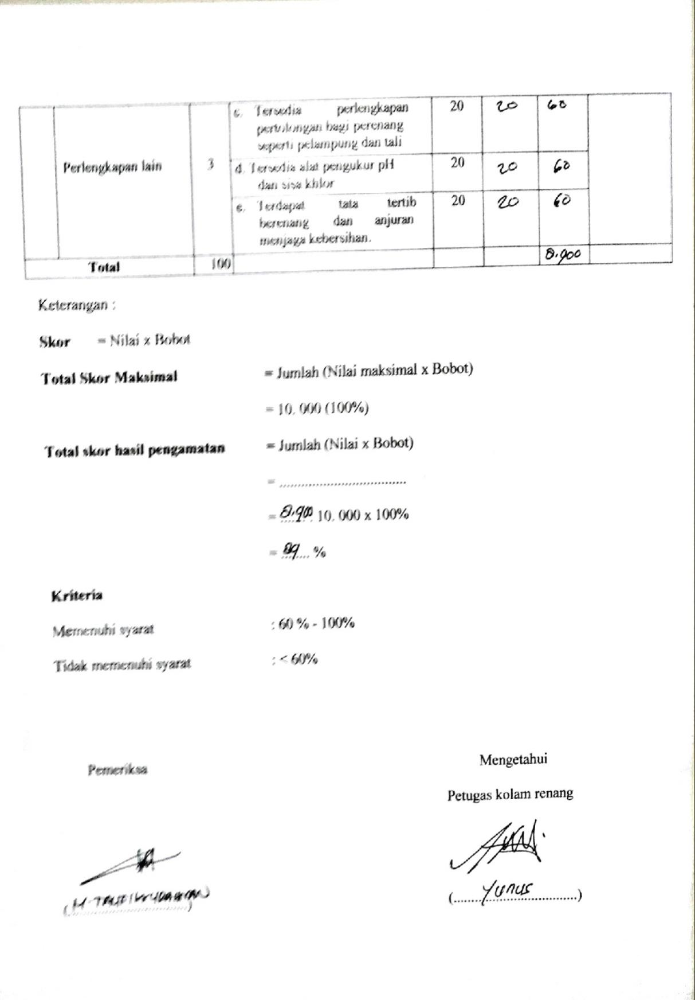 c. Tersedia perlengkapan 20 20 60
pertolongan bagi perenang
seperti pelampung dan tali
Perlengkapan lain 3 d. Tersedia alat pengukur pH 20 20 60
dan sisa khlor
e. Terdapat tata tertib 20 20 60
berenang dan anjuran
menjaga kebersihan.
Total 100 8.900
Keterangan :
Skor = Nilai x Bobot
Total Skor Maksimal = Jumlah (Nilai maksimal x Bobot)
= 10. 000 (100%)
Total skor hasil pengamatan = Jumlah (Nilai x Bobot)
= ..................................
= 8.900 10. 000 x 100%
= 89 %
Kriteria
Memenuhi syarat : 60 % - 100%
Tidak memenuhi syarat : < 60%
Mengetahui
Pemeriksa
Petugas kolam renang
(M.
(Yunus)